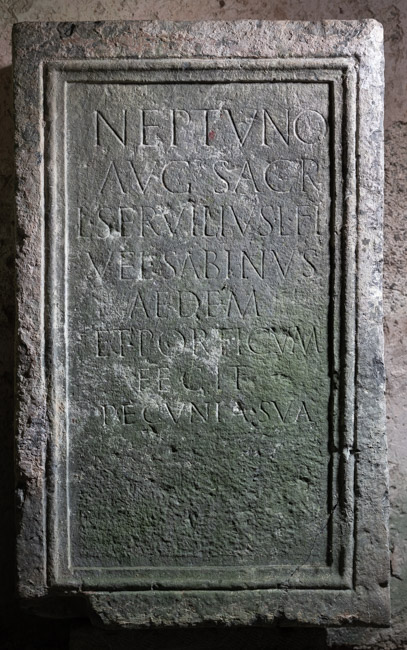 NEPTVNO
AVG SACR
L·SERVILIVS·L·F
VEL·SABINVS
AEDEM
ET·PORTICVM
FECIT
PECVNIA·SVA